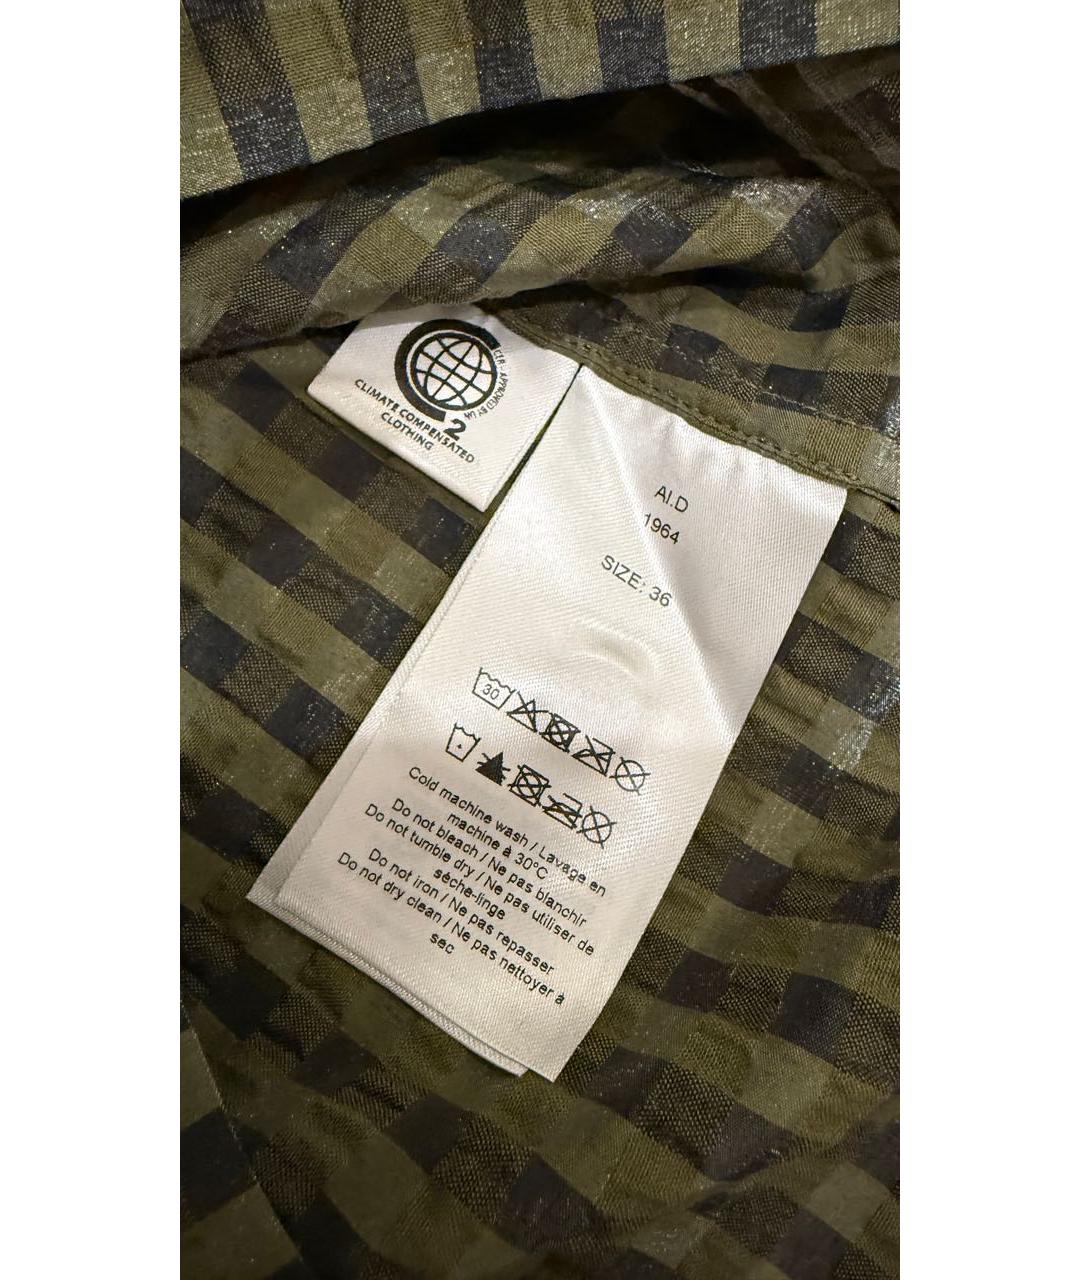 2
CLIMATE COMPENSATED
CLOTHING
AI.D
1964
SIZE: 36
30
Cold machine wash / Lavage en
machine à 30°C
Do not bleach / Ne pas blanchir
Do not tumble dry / Ne pas utiliser de
sèche-linge
Do not iron / Ne pas repasser
Do not dry clean / Ne pas nettoyer à
sec